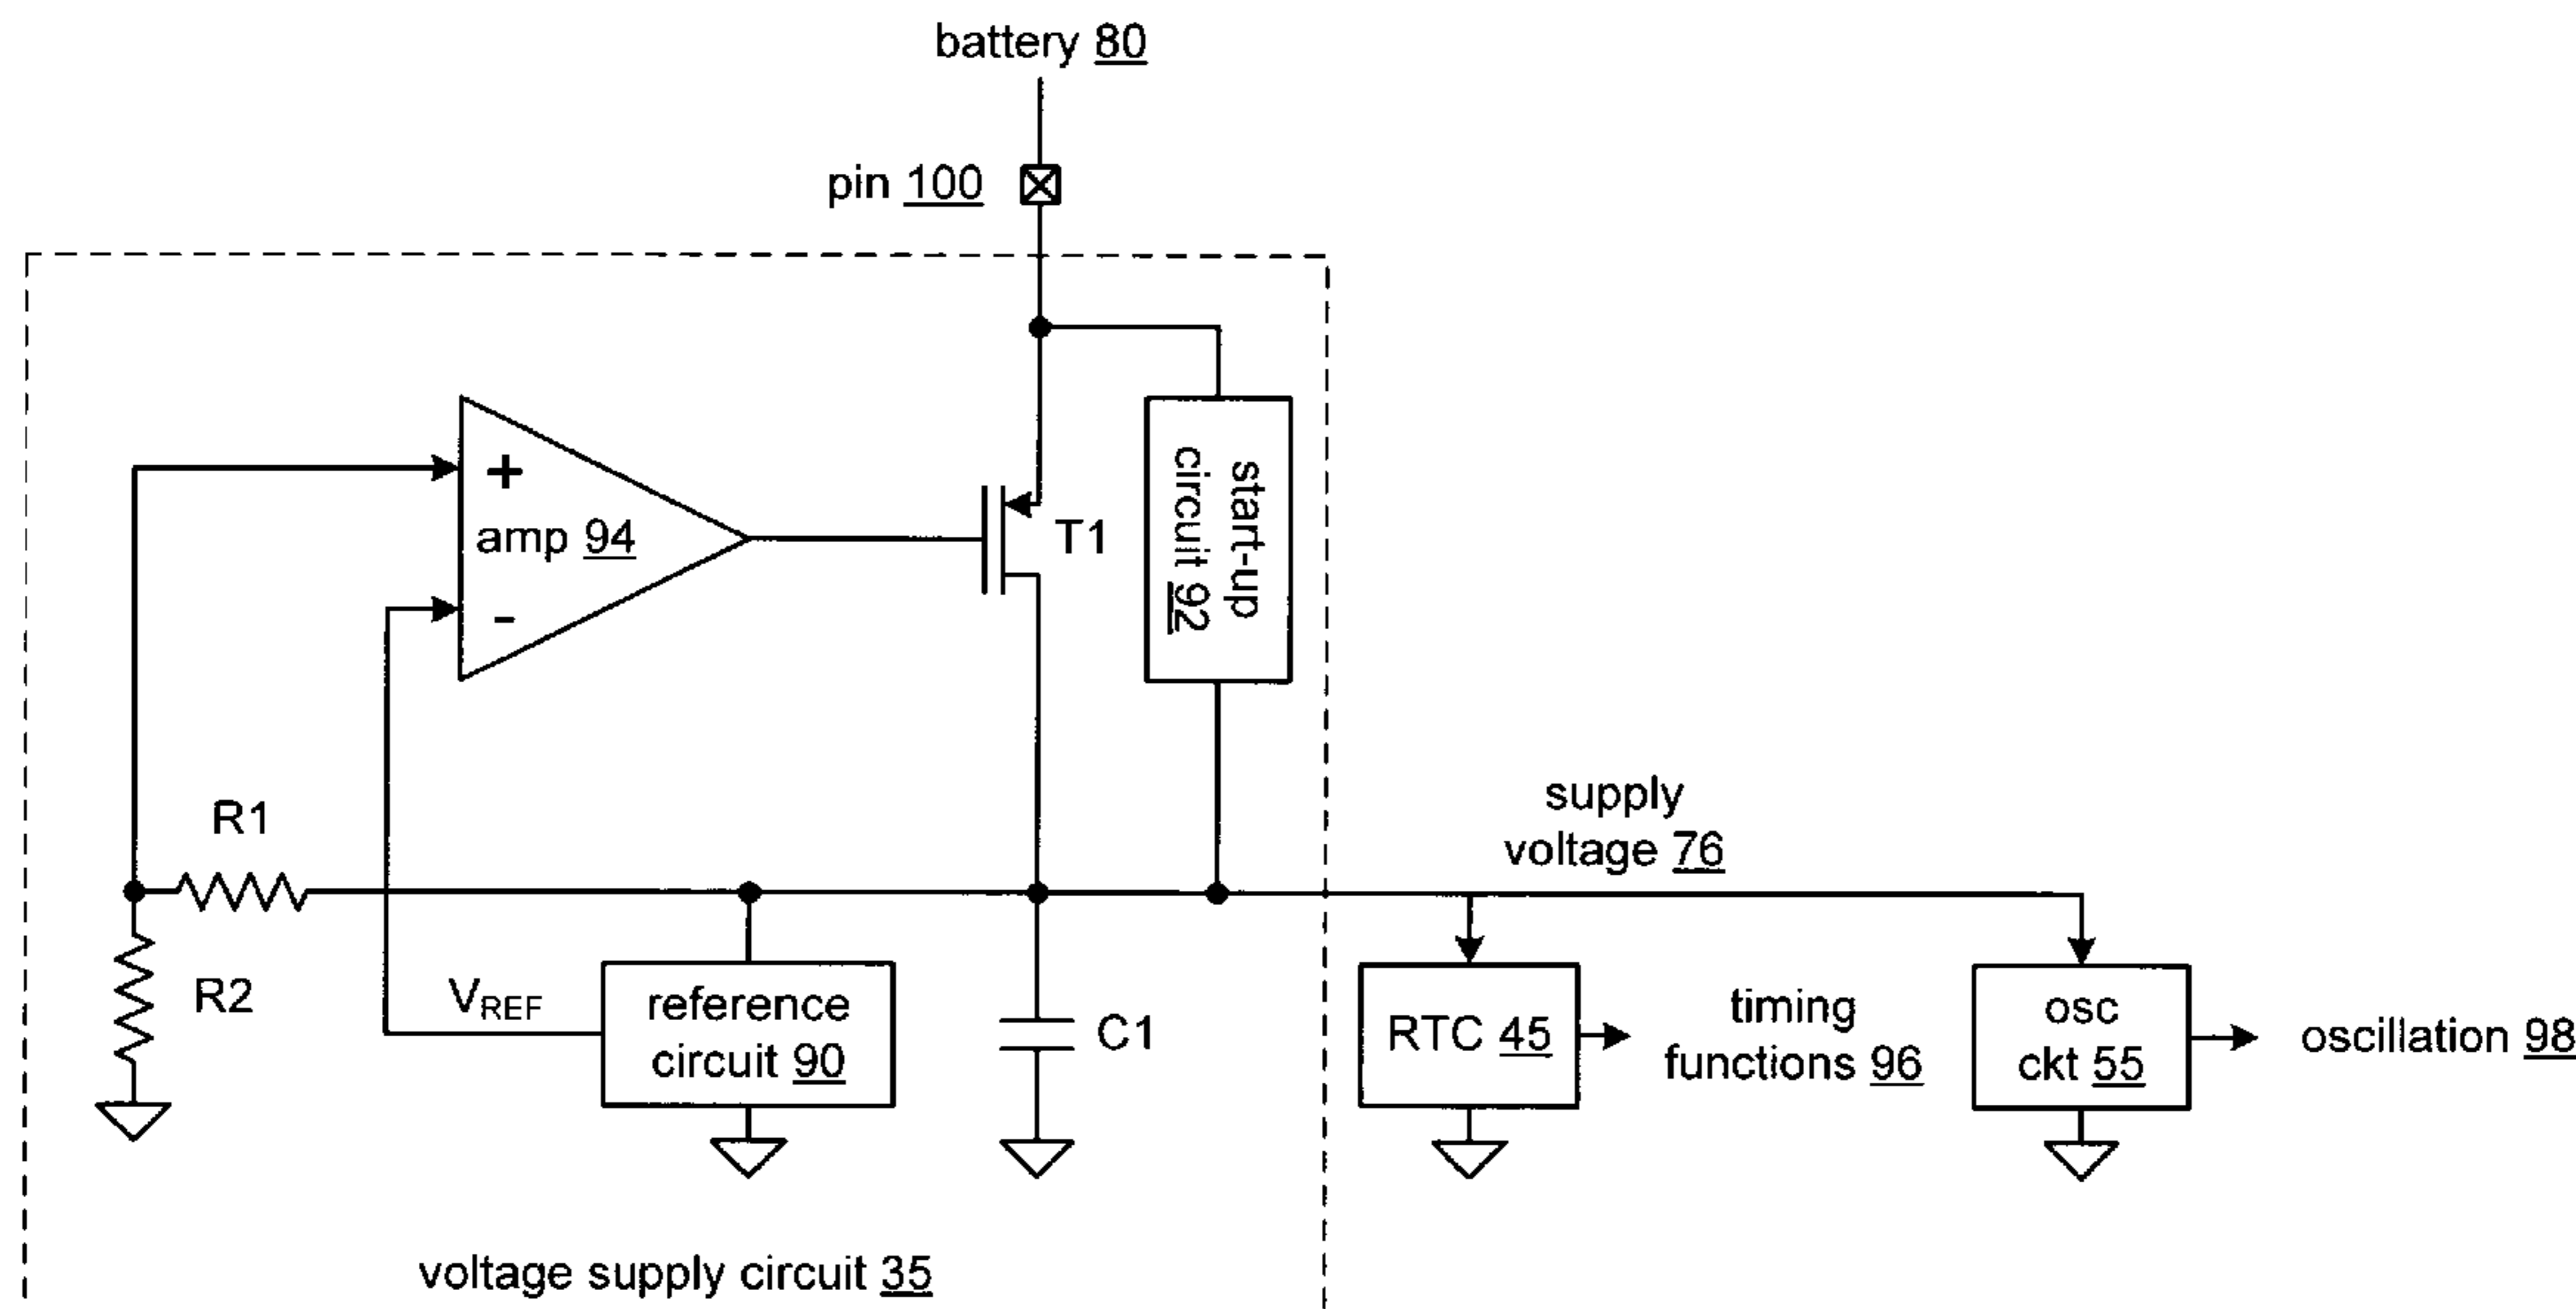 battery 80
pin 100
+
amp 94
-
T1
start-up
circuit 92
R1
R2
VREF
reference
circuit 90
C1
supply
voltage 76
RTC 45
timing
functions 96
osc
ckt 55
oscillation 98
voltage supply circuit 35